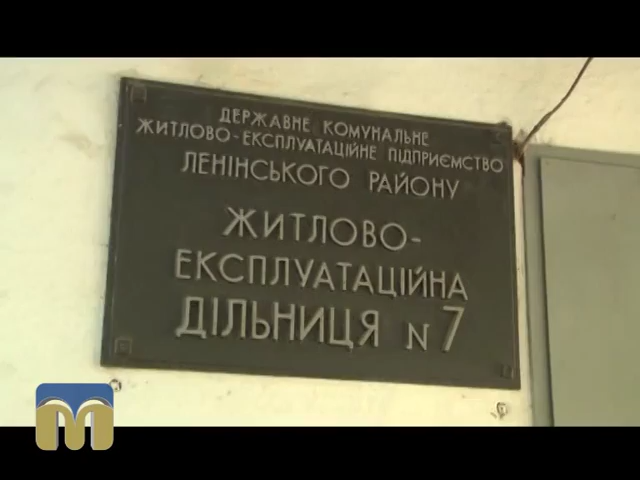 ДЕРЖАВНЕ КОМУНАЛЬНЕ
ЖИТЛОВО-ЕКСПЛУАТАЦІЙНЕ ПІДПРИЄМСТВО
ЛЕНІНСЬКОГО РАЙОНУ
ЖИТЛОВО-
ЕКСПЛУАТАЦІЙНА
ДІЛЬНИЦЯ N 7